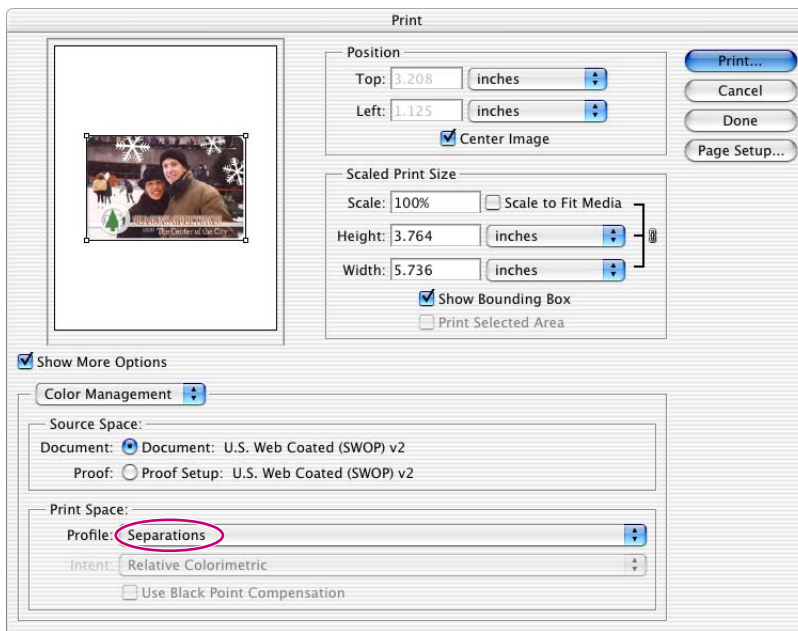 Print
Position
Top: 3.208 inches
Left: 1.125 inches
Center Image
Print...
Cancel
Done
Page Setup...
Scaled Print Size
Scale: 100% Scale to Fit Media
Height: 3.764 inches
Width: 5.736 inches
Show Bounding Box
Print Selected Area
SEASONS GREETINGS
The Center of the City
Show More Options
Color Management
Source Space:
Document: Document: U.S. Web Coated (SWOP) v2
Proof: Proof Setup: U.S. Web Coated (SWOP) v2
Print Space:
Profile: Separations
Intent: Relative Colorimetric
Use Black Point Compensation